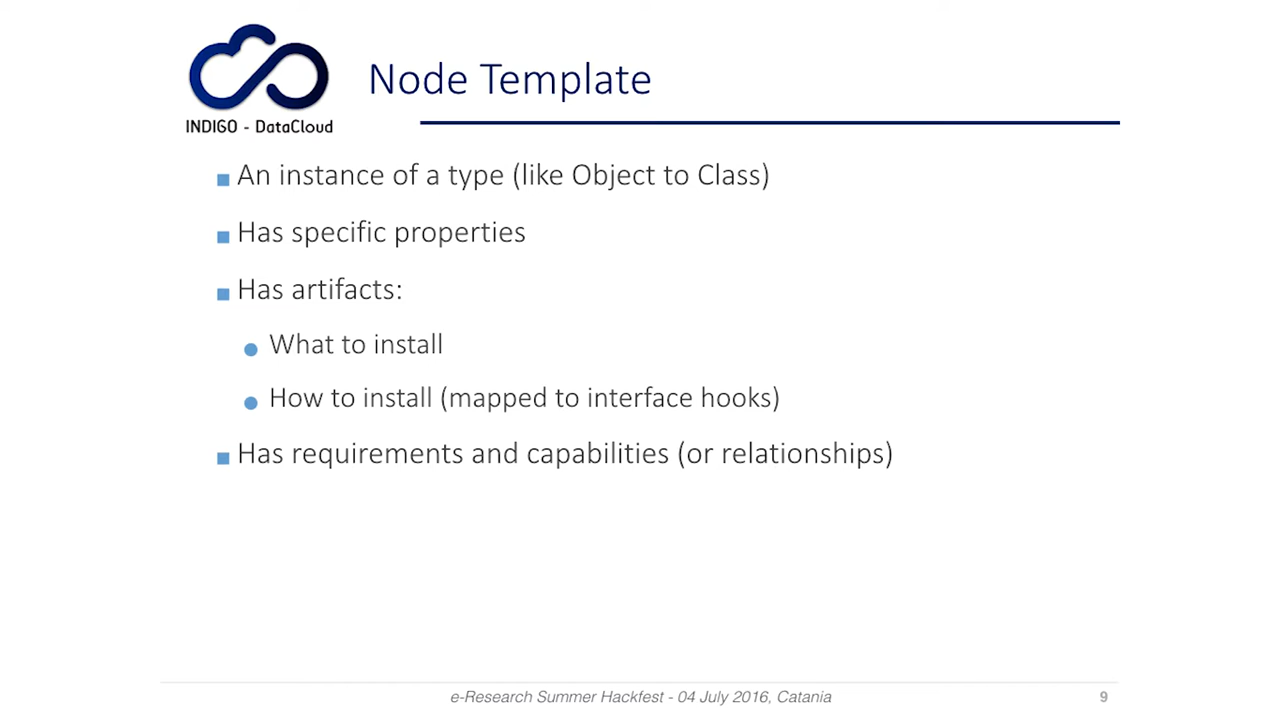 Node Template
INDIGO - DataCloud
An instance of a type (like Object to Class)
Has specific properties
Has artifacts:
What to install
How to install (mapped to interface hooks)
Has requirements and capabilities (or relationships)
e-Research Summer Hackfest - 04 July 2016, Catania
9